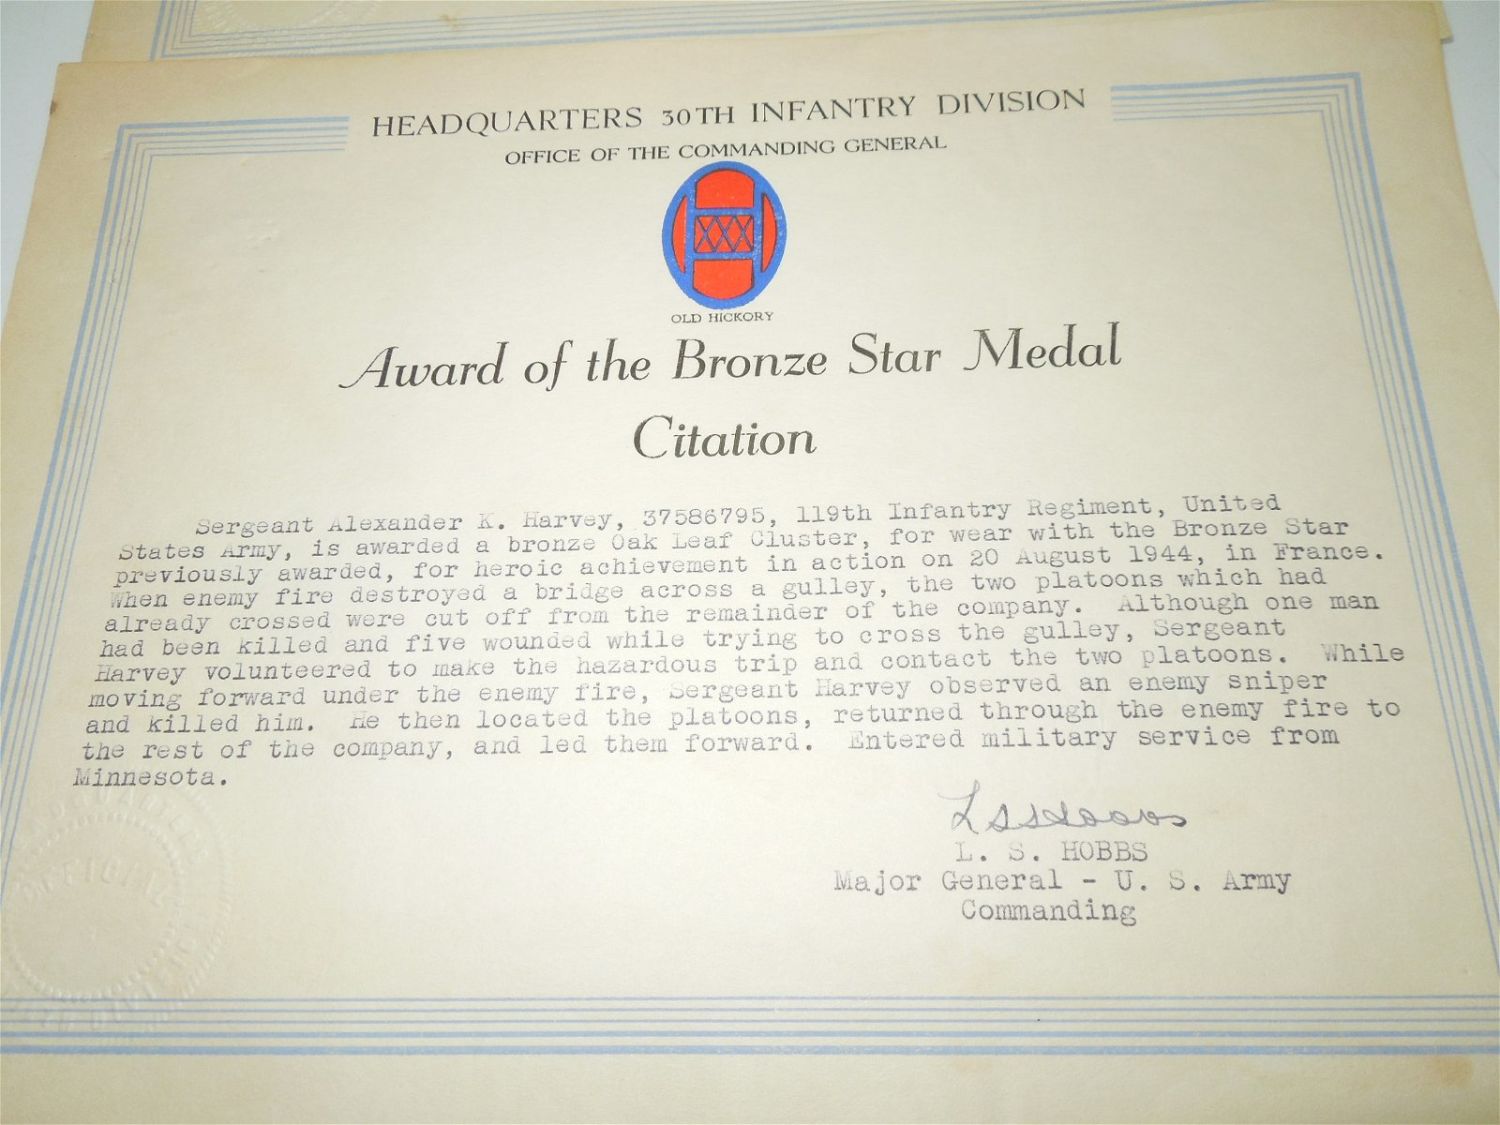 HEADQUARTERS 30TH INFANTRY DIVISION
OFFICE OF THE COMMANDING GENERAL
XXX
OLD HICKORY
Award of the Bronze Star Medal
Citation
Sergeant Alexander K. Harvey, 37586795, 119th Infantry Regiment, United
States Army, is awarded a bronze Oak Leaf Cluster, for wear with the Bronze Star
previously awarded, for heroic achievement in action on 20 August 1944, in France.
When enemy fire destroyed a bridge across a gulley, the two platoons which had
already crossed were cut off from the remainder of the company. Although one man
had been killed and five wounded while trying to cross the gulley, Sergeant
Harvey volunteered to make the hazardous trip and contact the two platoons. While
moving forward under the enemy fire, Sergeant Harvey observed an enemy sniper
and killed him. He then located the platoons, returned through the enemy fire to
the rest of the company, and led them forward. Entered military service from
Minnesota.
L S Hobbs
L. S. HOBBS
Major General - U. S. Army
Commanding
HEADQUARTERS
OFFICIAL